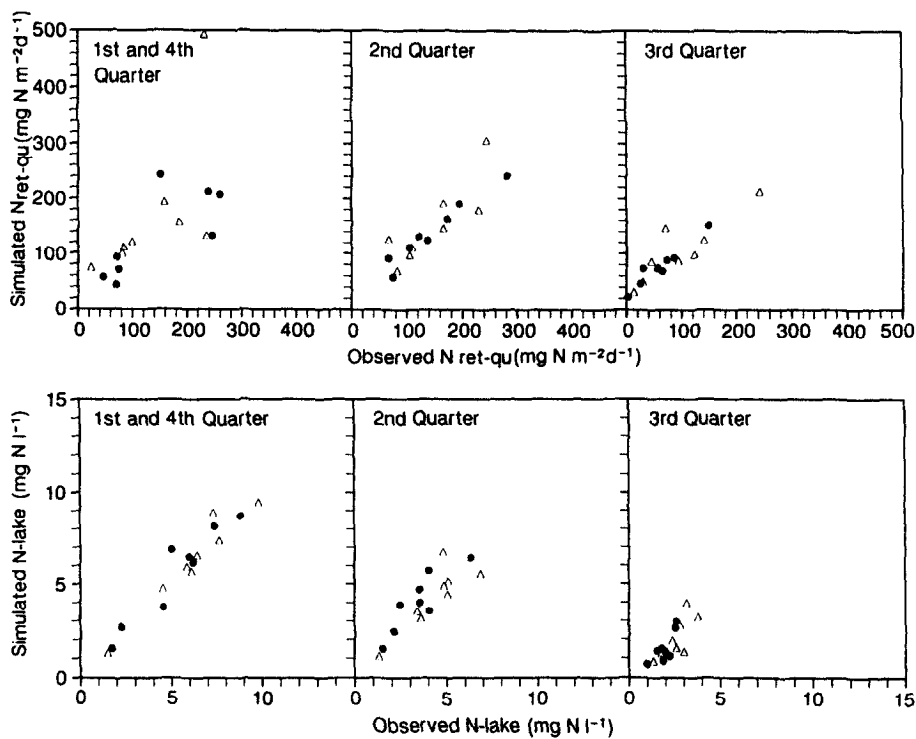 500
400
300
200
100
0
Simulated Nret-qu (mg N m⁻²d⁻¹)
1st and 4th
Quarter
2nd Quarter
3rd Quarter
0 100 200 300 400 0 100 200 300 400 0 100 200 300 400 500
Observed N ret-qu (mg N m⁻²d⁻¹)
15
10
5
0
Simulated N-lake (mg N l⁻¹)
1st and 4th Quarter
2nd Quarter
3rd Quarter
0 5 10 0 5 10 0 5 10 15
Observed N-lake (mg N l⁻¹)